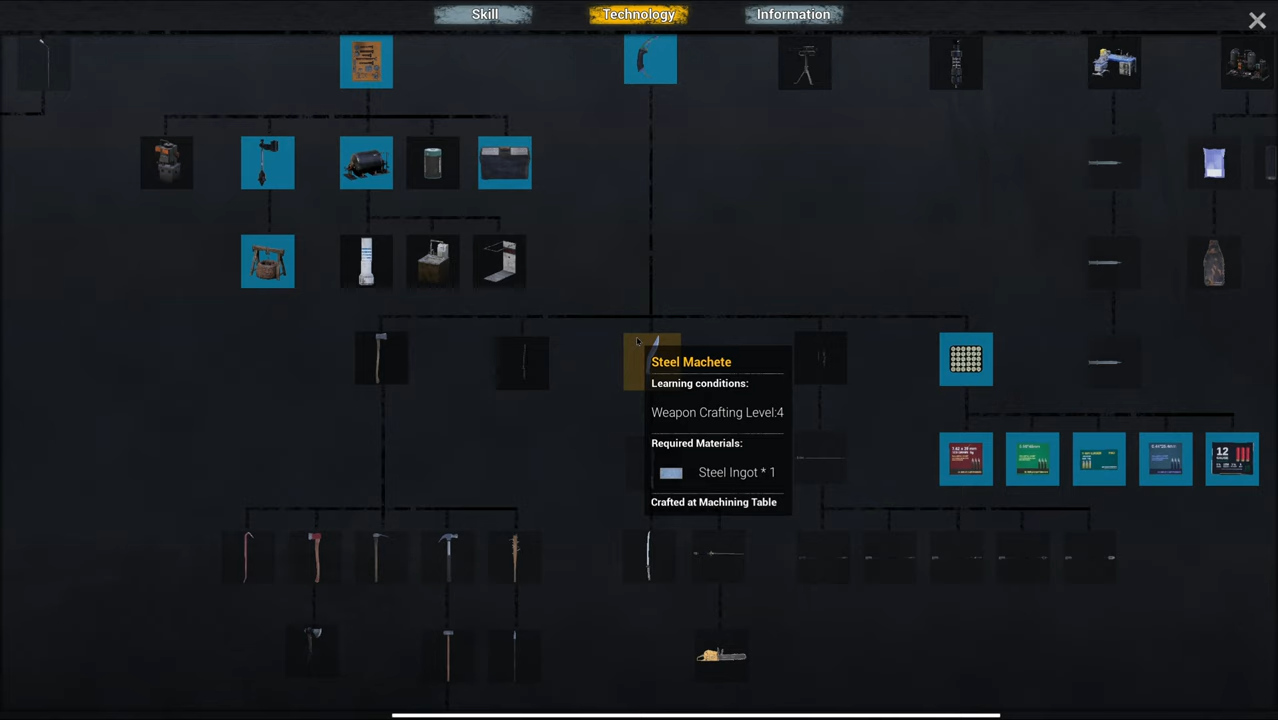 Skill
Technology
Information
Steel Machete
Learning conditions:
Weapon Crafting Level:4
Required Materials:
Steel Ingot * 1
Crafted at Machining Table
12